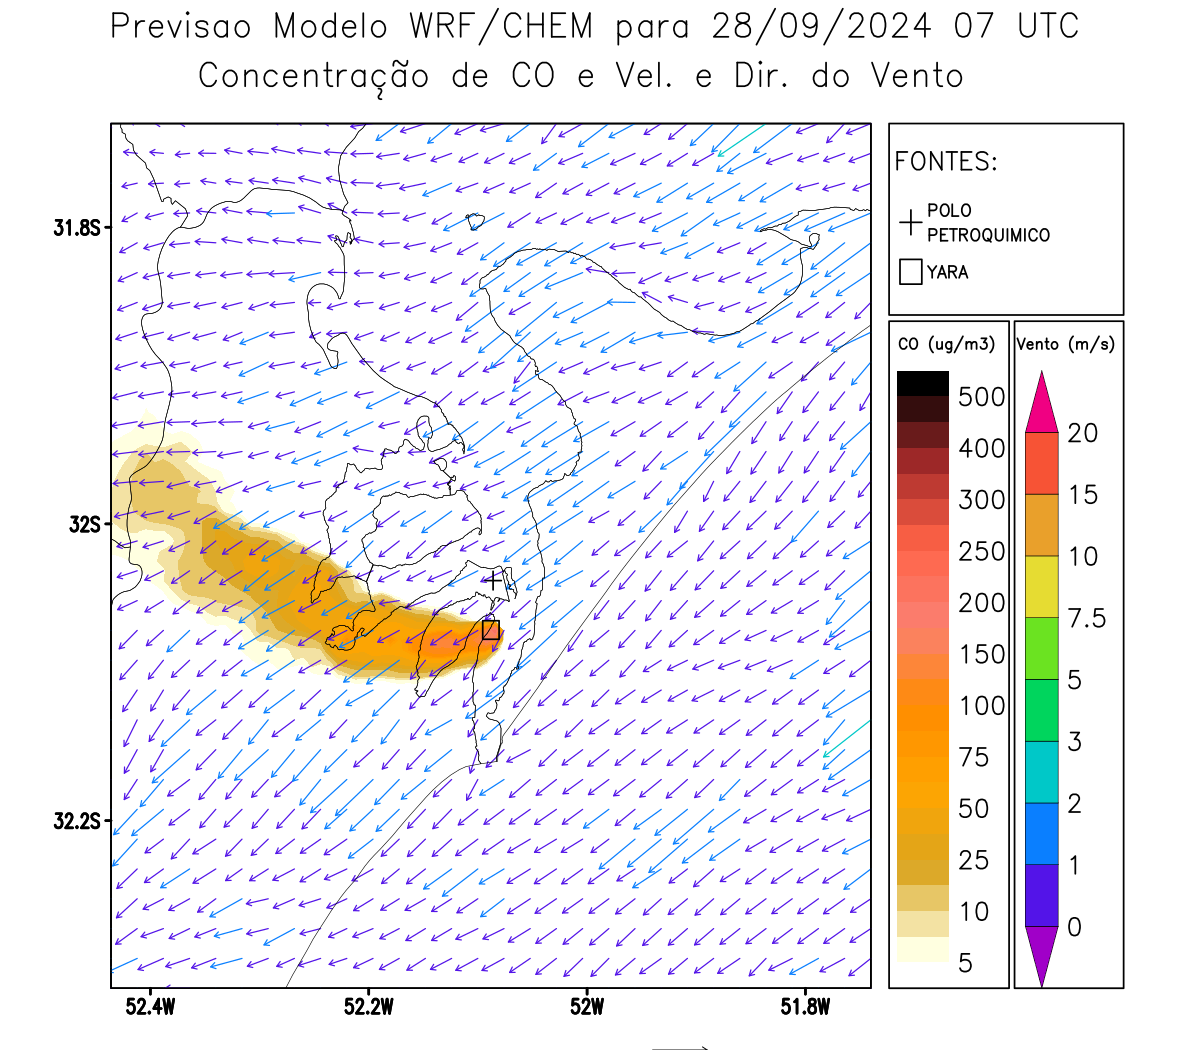 Previsao Modelo WRF/CHEM para 28/09/2024 07 UTC
Concentração de CO e Vel. e Dir. do Vento
FONTES:
POLO
PETROQUIMICO
YARA
CO (ug/m3)
500
400
300
250
200
150
100
75
50
25
10
5
Vento (m/s)
20
15
10
7.5
5
3
2
1
0
31.8S
32S
32.2S
52.4W
52.2W
52W
51.8W